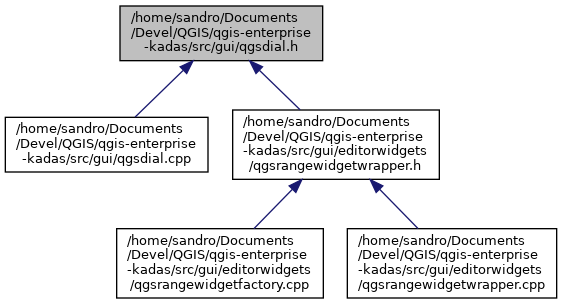 /home/sandro/Documents
/Devel/QGIS/qgis-enterprise
-kadas/src/gui/qgsdial.h
/home/sandro/Documents
/Devel/QGIS/qgis-enterprise
-kadas/src/gui/qgsdial.cpp
/home/sandro/Documents
/Devel/QGIS/qgis-enterprise
-kadas/src/gui/editorwidgets
/qgsrangewidgetwrapper.h
/home/sandro/Documents
/Devel/QGIS/qgis-enterprise
-kadas/src/gui/editorwidgets
/qgsrangewidgetfactory.cpp
/home/sandro/Documents
/Devel/QGIS/qgis-enterprise
-kadas/src/gui/editorwidgets
/qgsrangewidgetwrapper.cpp